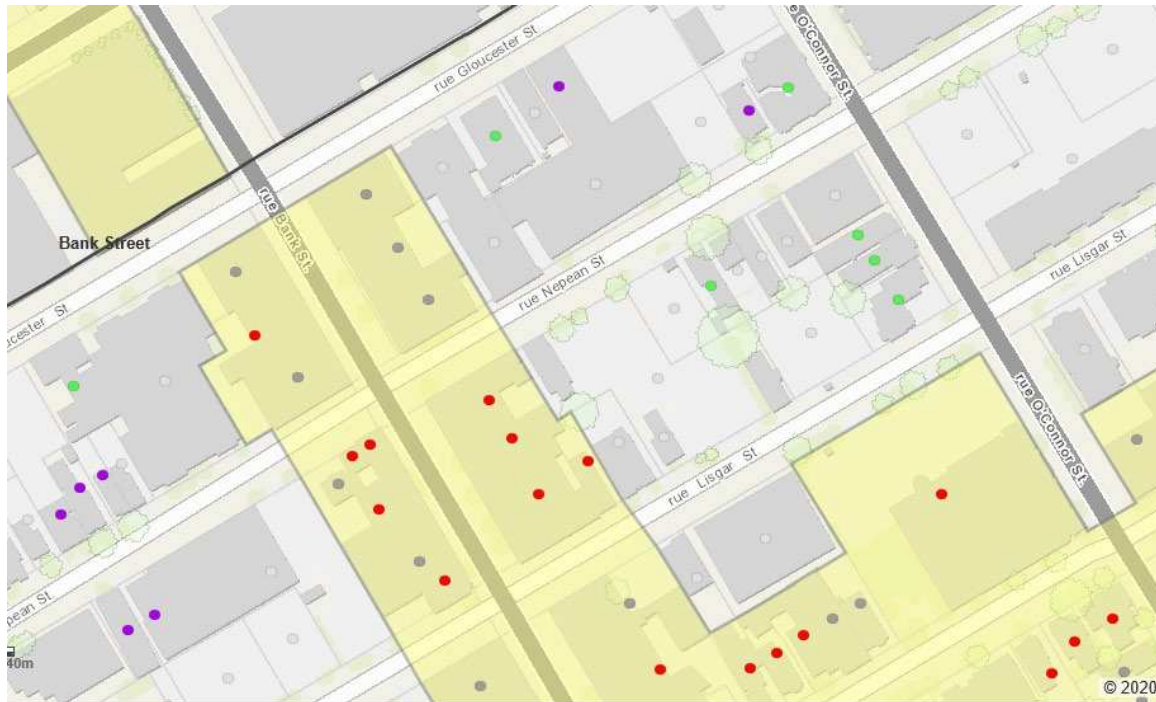 rue Gloucester St
rue O'Connor St.
rue Bank St.
Bank Street
rue Nepean St
rue Lisgar St
ucester St
rue O'Connor St.
rue Lisgar St
pean St
40m
© 2020